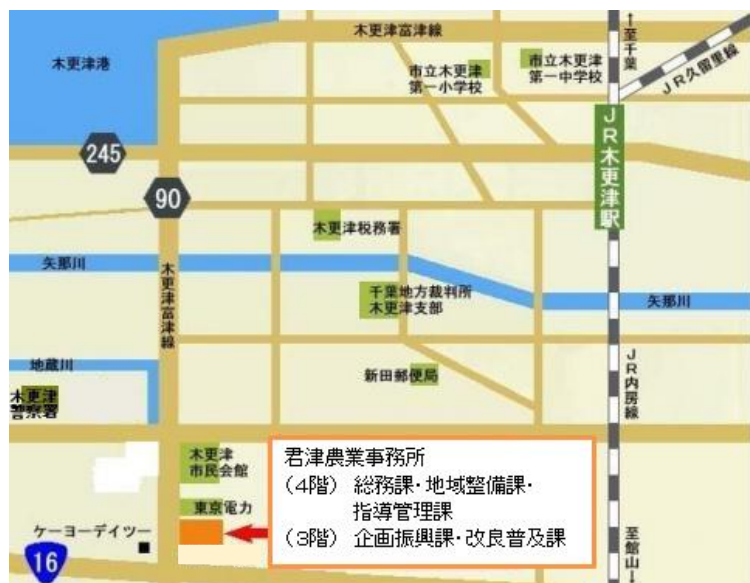 木更津富津線
↑至千葉
木更津港
市立木更津
第一小学校
市立木更津
第一中学校
JR久留里線
JR木更津駅
245
90
木更津税務署
矢那川
木更津富津線
千葉地方裁判所
木更津支部
矢那川
地蔵川
新田郵便局
JR内房線
木更津
警察署
木更津
市民会館
君津農業事務所
(4階) 総務課・地域整備課・
指導管理課
(3階) 企画振興課・改良普及課
東京電力
ケーヨーデイツー
16
至館山↓